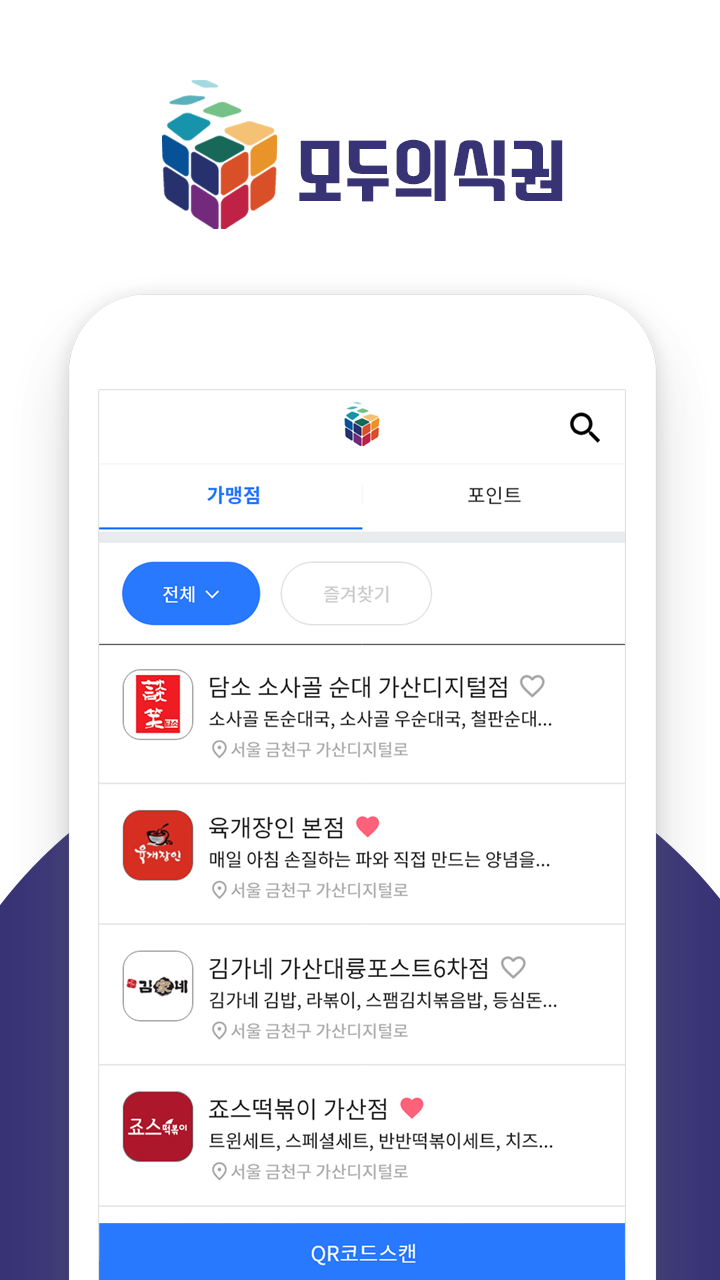 모두의식권
가맹점
포인트
전체
즐겨찾기
談
笑
담소
담소 소사골 순대 가산디지털점
소사골 돈순대국, 소사골 우순대국, 철판순대...
서울 금천구 가산디지털로
육개장인
육개장인 본점
매일 아침 손질하는 파와 직접 만드는 양념을...
서울 금천구 가산디지털로
김가네
김가네 가산대륭포스트6차점
김가네 김밥, 라볶이, 스팸김치볶음밥, 등심돈...
서울 금천구 가산디지털로
죠스떡볶이
죠스떡볶이 가산점
트윈세트, 스페셜세트, 반반떡볶이세트, 치즈...
서울 금천구 가산디지털로
QR코드스캔